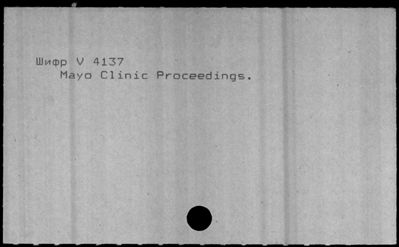 Шифр V 4137
Mayo Clinic Proceedings.